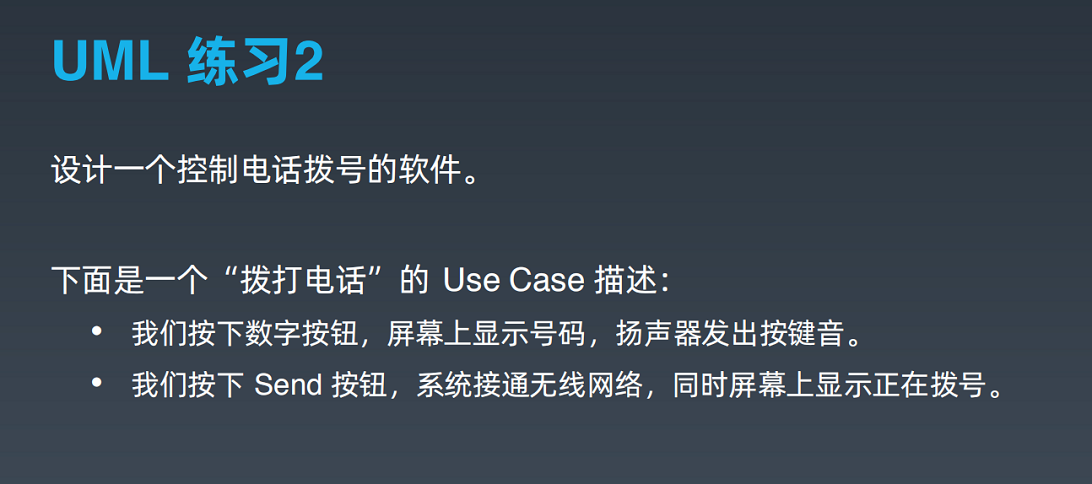 UML 练习2
设计一个控制电话拨号的软件。
下面是一个“拨打电话”的 Use Case 描述：
• 我们按下数字按钮，屏幕上显示号码，扬声器发出按键音。
• 我们按下 Send 按钮，系统接通无线网络，同时屏幕上显示正在拨号。